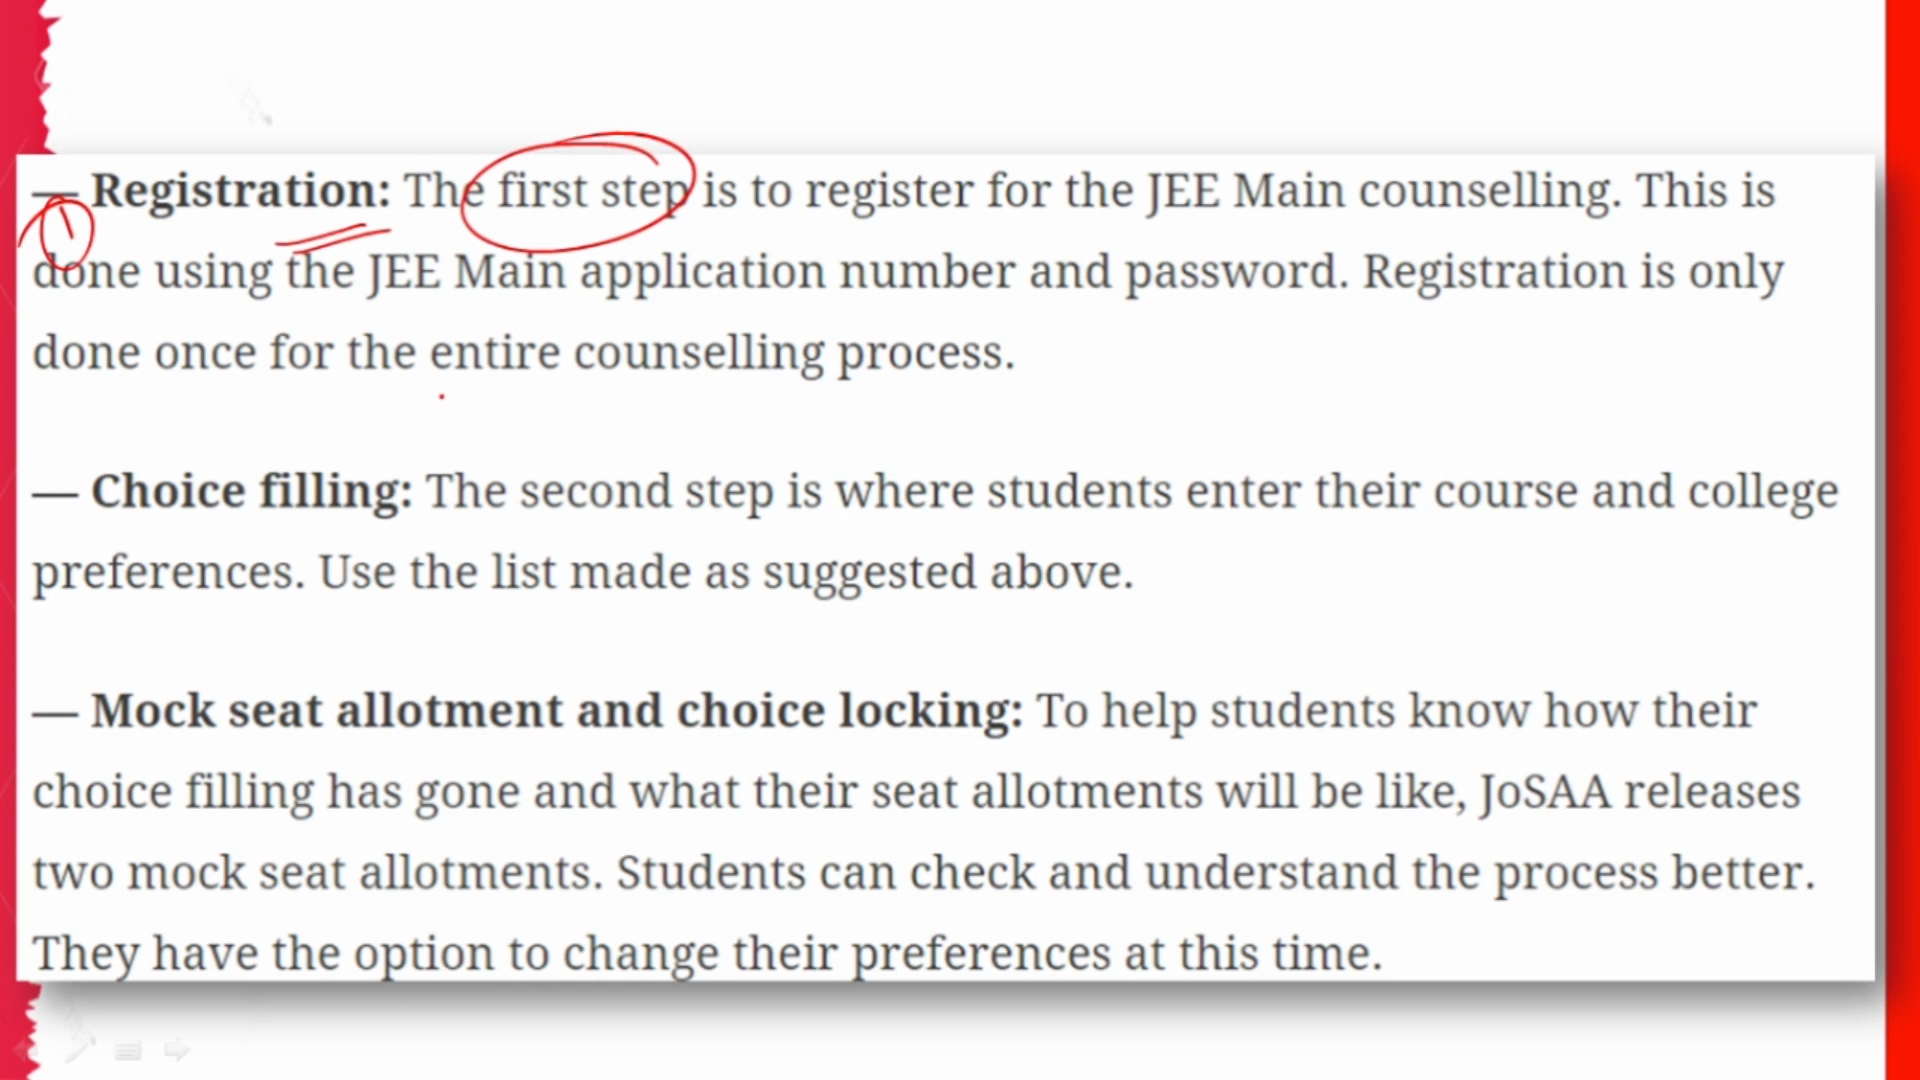 — Registration: The first step is to register for the JEE Main counselling. This is
done using the JEE Main application number and password. Registration is only
done once for the entire counselling process.
— Choice filling: The second step is where students enter their course and college
preferences. Use the list made as suggested above.
— Mock seat allotment and choice locking: To help students know how their
choice filling has gone and what their seat allotments will be like, JoSAA releases
two mock seat allotments. Students can check and understand the process better.
They have the option to change their preferences at this time.